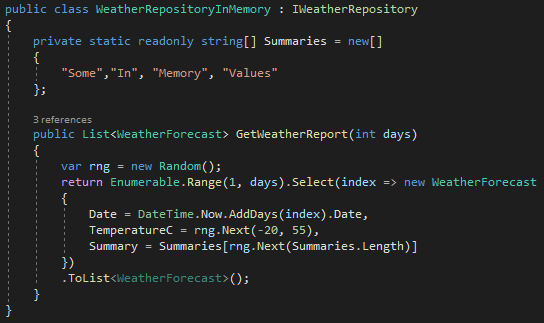 public class WeatherRepositoryInMemory : IWeatherRepository
{
private static readonly string[] Summaries = new[]
{
"Some","In", "Memory", "Values"
};
3 references
public List<WeatherForecast> GetWeatherReport(int days)
{
var rng = new Random();
return Enumerable.Range(1, days).Select(index => new WeatherForecast
{
Date = DateTime.Now.AddDays(index).Date,
TemperatureC = rng.Next(-20, 55),
Summary = Summaries[rng.Next(Summaries.Length)]
})
.ToList<WeatherForecast>();
}
}